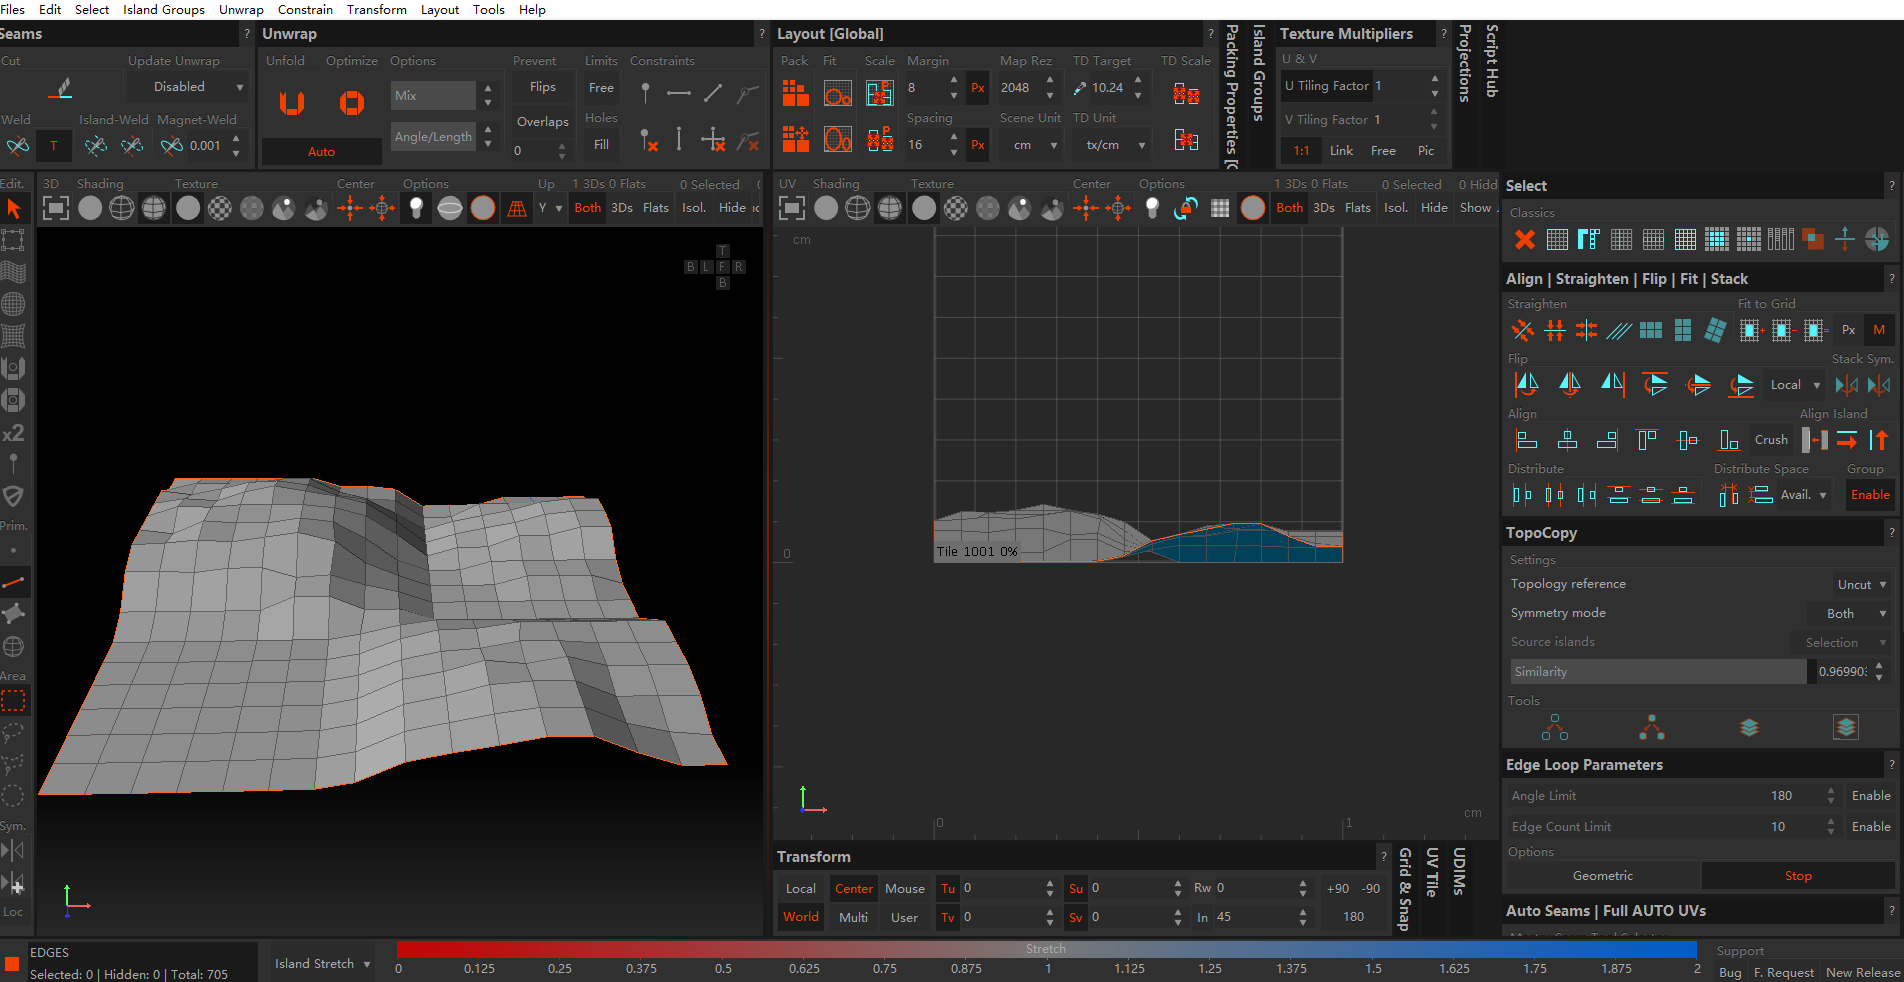 Files Edit Select Island Groups Unwrap Constrain Transform Layout Tools Help
Seams ? Unwrap ? Layout [Global] ? Texture Multipliers ?
Packing Properties [
Island Groups
Projections
Script Hub
Cut Update Unwrap
Disabled
Weld Island-Weld Magnet-Weld
T 0.001
Unfold Optimize Options Prevent Limits Constraints
Mix Flips Free
Overlaps Holes
Angle/Length Fill
Auto 0
Pack Fit Scale Margin Map Rez TD Target TD Scale
8 Px 2048 10.24
Spacing Scene Unit TD Unit
16 Px cm tx/cm
U & V
U Tiling Factor 1
V Tiling Factor 1
1:1 Link Free Pic
Edit. 3D Shading Texture Center Options Up 1 3Ds 0 Flats 0 Selected
Y Both 3Ds Flats Isol. Hide
UV Shading Texture Center Options 1 3Ds 0 Flats 0 Selected 0 Hidd
Both 3Ds Flats Isol. Hide Show
T
B L F R
B
x2
Prim.
Area
Sym.
Loc
cm
0
Tile 1001 0%
0 1
cm
Select ?
Classics
Align | Straighten | Flip | Fit | Stack ?
Straighten Fit to Grid
Px M
Flip Stack Sym.
Local
Align Align Island
Crush
Distribute Distribute Space Group
Avail. Enable
TopoCopy ?
Settings
Topology reference Uncut
Symmetry mode Both
Source islands Selection
Similarity 0.96990
Tools
Edge Loop Parameters ?
Angle Limit 180 Enable
Edge Count Limit 10 Enable
Options
Geometric Stop
Auto Seams | Full AUTO UVs ?
Transform ?
Local Center Mouse Tu 0 Su 0 Rw 0 +90 -90
World Multi User Tv 0 Sv 0 In 45 180
Grid & Snap
UV Tile
UDIMs
EDGES
Selected: 0 | Hidden: 0 | Total: 705
Island Stretch
Stretch
0 0.125 0.25 0.375 0.5 0.625 0.75 0.875 1 1.125 1.25 1.375 1.5 1.625 1.75 1.875 2
Support
Bug F. Request New Release